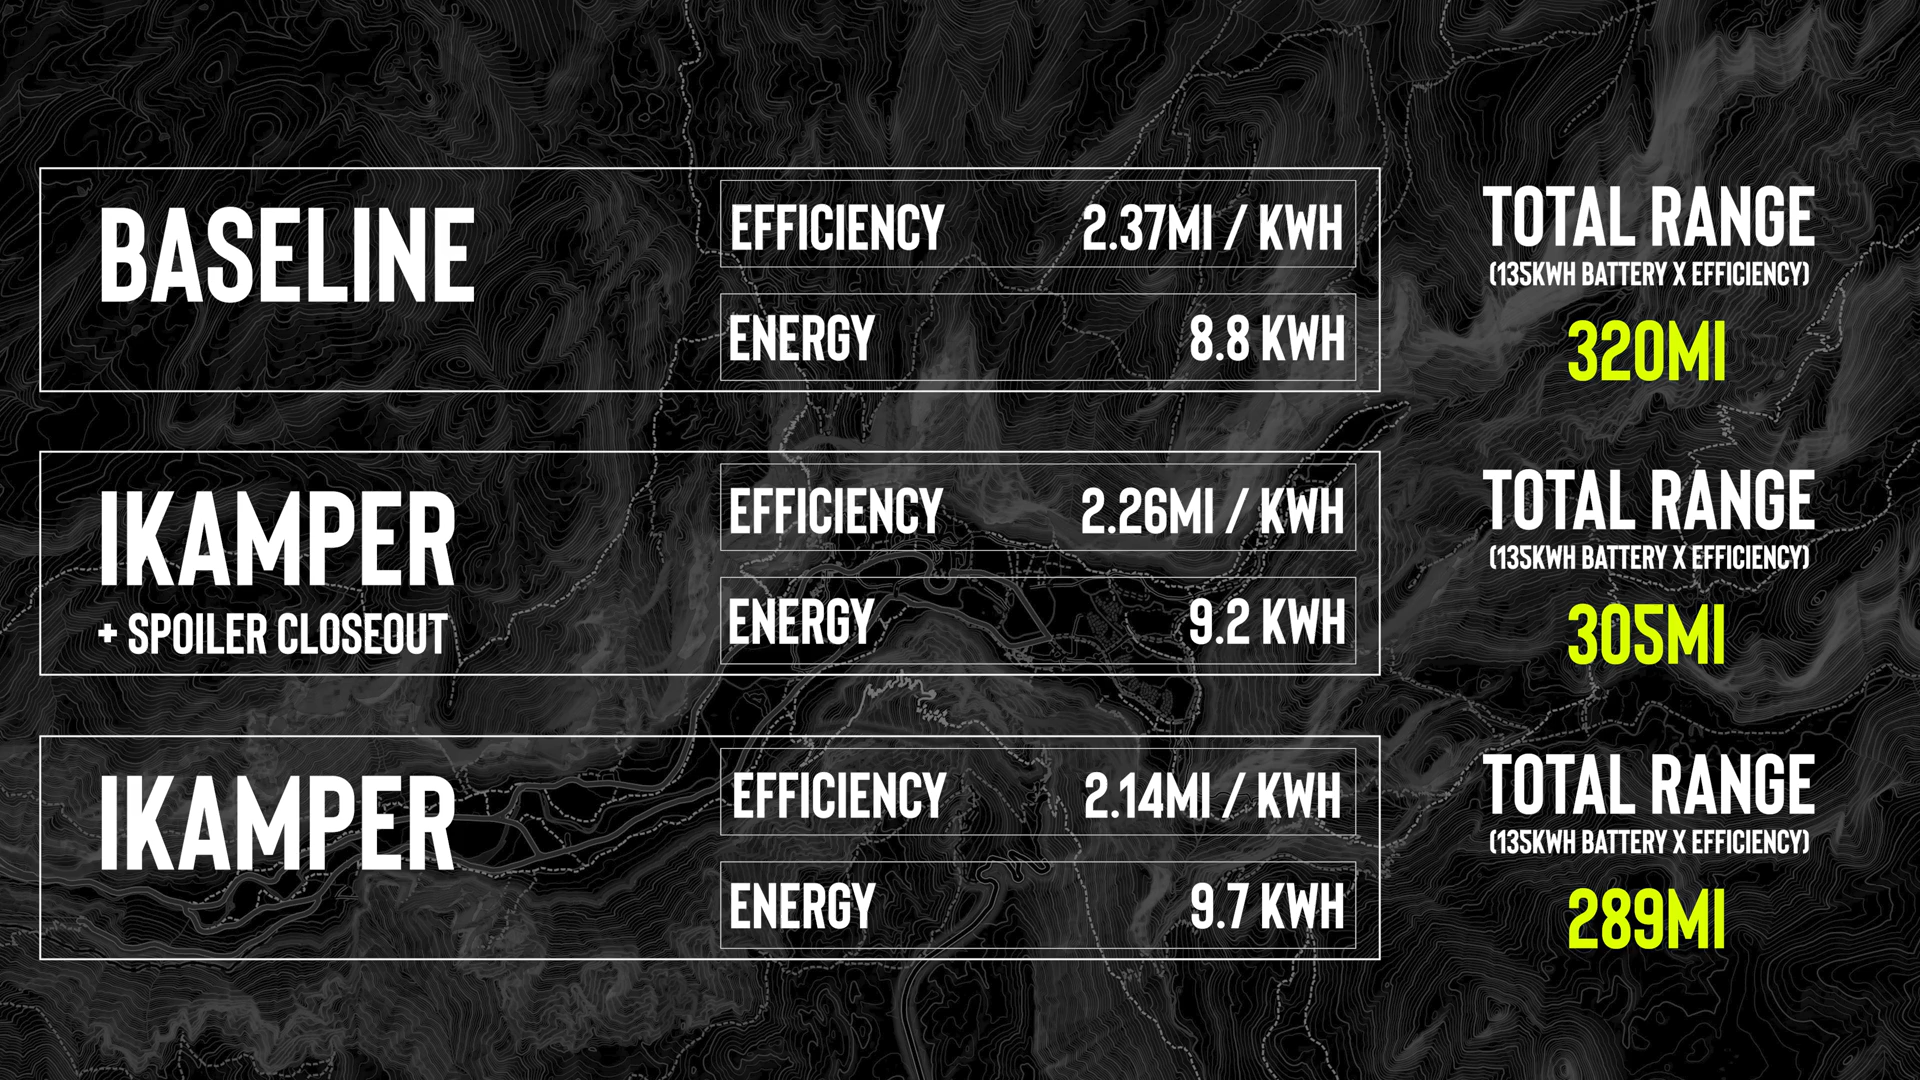 BASELINE
EFFICIENCY 2.37MI / KWH
ENERGY 8.8 KWH
TOTAL RANGE
(135KWH BATTERY X EFFICIENCY)
320MI
IKAMPER
+ SPOILER CLOSEOUT
EFFICIENCY 2.26MI / KWH
ENERGY 9.2 KWH
TOTAL RANGE
(135KWH BATTERY X EFFICIENCY)
305MI
IKAMPER
EFFICIENCY 2.14MI / KWH
ENERGY 9.7 KWH
TOTAL RANGE
(135KWH BATTERY X EFFICIENCY)
289MI